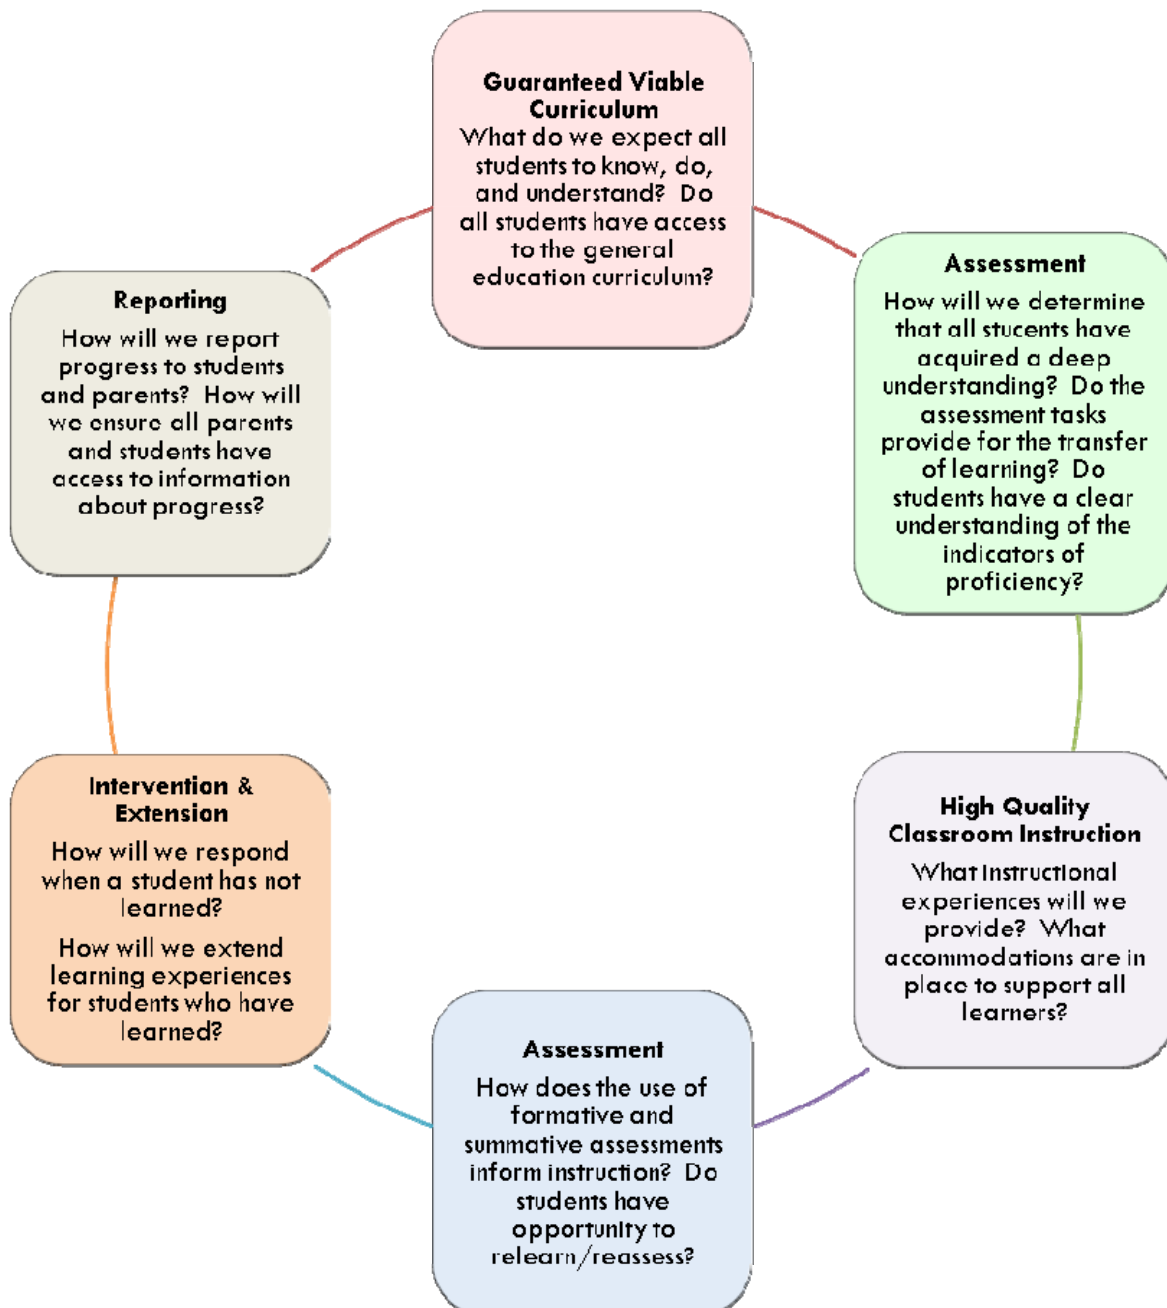 Guaranteed Viable
Curriculum
What do we expect all
students to know, do,
and understand?  Do
all students have access
to the general
education curriculum?
Assessment
How will we determine
that all stucents have
acquired a deep
understanding?  Do the
assessment tasks
provide for the transfer
of learning?  Do
students have a clear
understanding of the
indicators of
proficiency?
High Quality
Classroom Instruction
What instructional
experiences will we
provide?  What
accommodations are in
place to support all
learners?
Assessment
How does the use of
formative and
summative assessments
inform instruction?  Do
students have
opportunity to
relearn/reassess?
Intervention &
Extension
How will we respond
when a student has not
learned?
How will we extend
learning experiences
for students who have
learned?
Reporting
How will we report
progress to students
and parents?  How will
we ensure all parents
and students have
access to information
about progress?